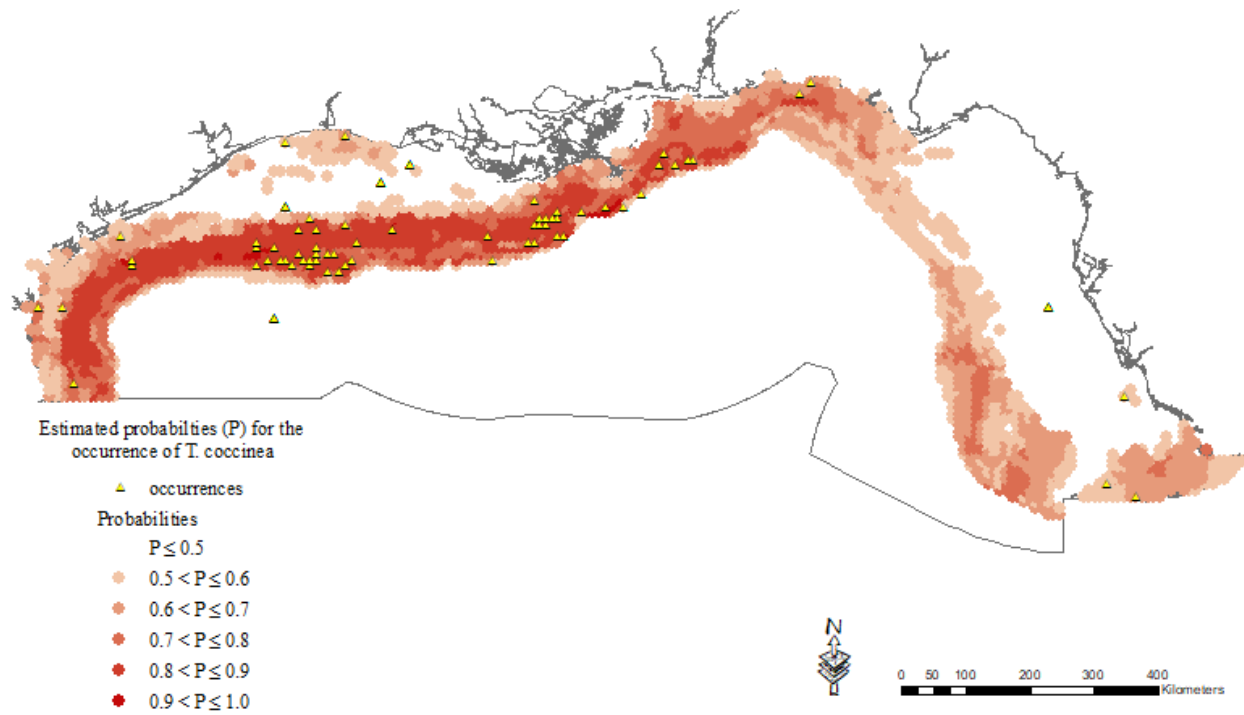 Estimated probabilties (P) for the
occurrence of T. coccinea
occurrences
Probabilities
P ≤ 0.5
0.5 < P ≤ 0.6
0.6 < P ≤ 0.7
0.7 < P ≤ 0.8
0.8 < P ≤ 0.9
0.9 < P ≤ 1.0
N
0 50 100 200 300 400
Kilometers